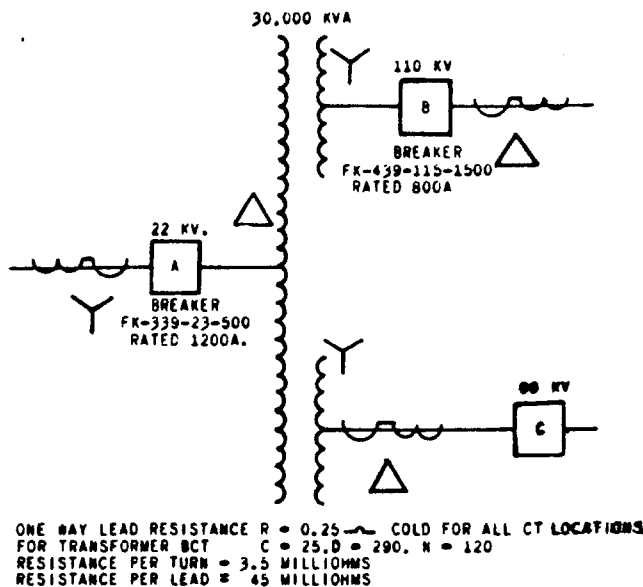 30,000 KVA
110 KV
B
BREAKER
FK-439-115-1500
RATED 800A
22 KV.
A
BREAKER
FK-339-23-500
RATED 1200A.
KV
C
ONE WAY LEAD RESISTANCE R = 0.25 COLD FOR ALL CT LOCATIONS
FOR TRANSFORMER BCT C = 25.D = 290. N = 120
RESISTANCE PER TURN = 3.5 MILLIOHMS
RESISTANCE PER LEAD = 45 MILLIOHMS